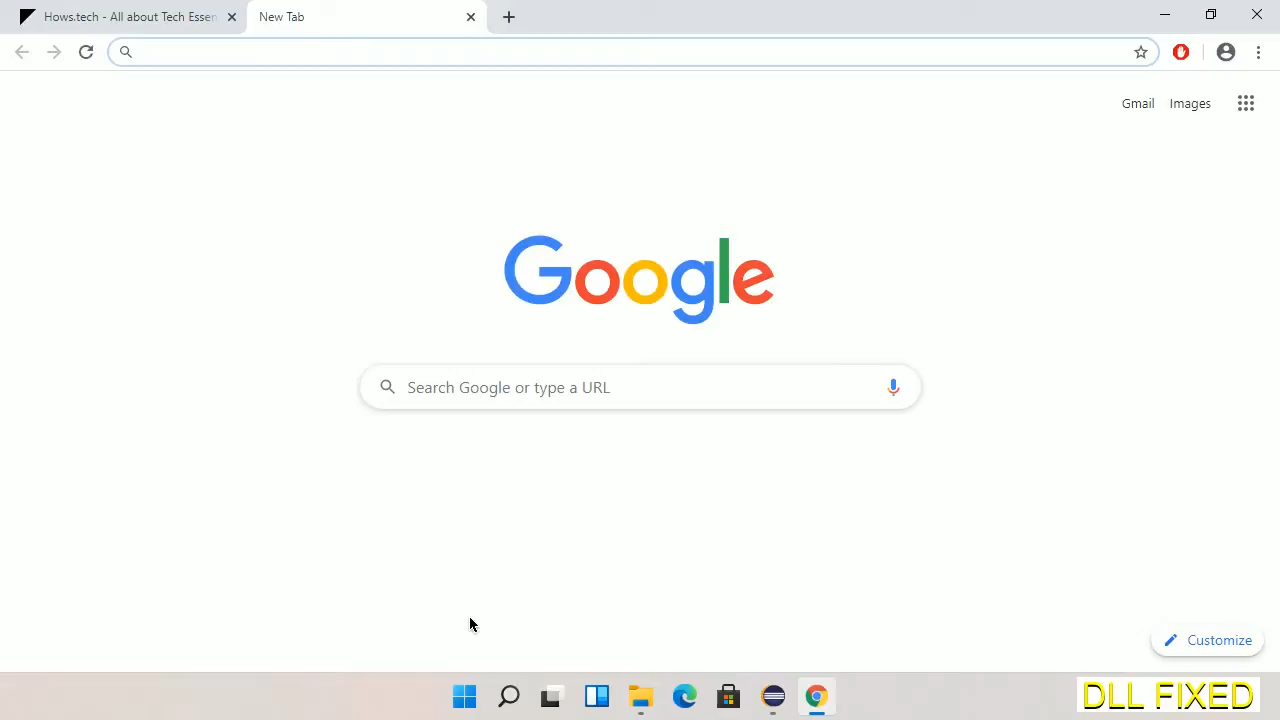 Hows.tech - All about Tech Essen
New Tab
Gmail Images
Google
Search Google or type a URL
Customize
DLL FIXED